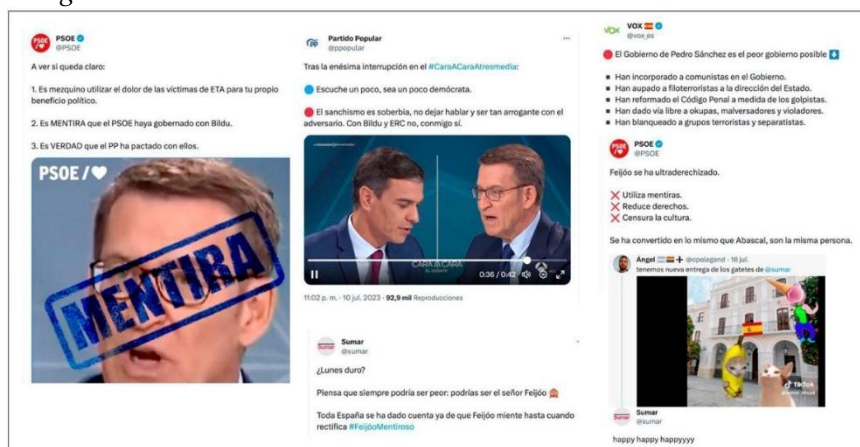 PSOE
@PSOE
A ver si queda claro:
1. Es mezquino utilizar el dolor de las víctimas de ETA para tu propio
beneficio político.
2. Es MENTIRA que el PSOE haya gobernado con Bildu.
3. Es VERDAD que el PP ha pactado con ellos.
PSOE
MENTIRA
Partido Popular
@ppopular
Tras la enésima interrupción en el #CaraACaraAtresmedia:
Escuche un poco, sea un poco demócrata.
El sanchismo es soberbia, no dejar hablar y ser tan arrogante con el
adversario. Con Bildu y ERC no, conmigo sí.
CARA A CARA
EL DEBATE
0:36 / 0:42
11:02 p. m. · 10 jul. 2023 · 92,9 mil Reproducciones
Sumar
@sumar
¿Lunes duro?
Piensa que siempre podría ser peor: podrías ser el señor Feijóo
Toda España se ha dado cuenta ya de que Feijóo miente hasta cuando
rectifica #FeijóoMentiroso
VOX
@vox_es
El Gobierno de Pedro Sánchez es el peor gobierno posible
Han incorporado a comunistas en el Gobierno.
Han aupado a filoterroristas a la dirección del Estado.
Han reformado el Código Penal a medida de los golpistas.
Han dado vía libre a okupas, malversadores y violadores.
Han blanqueado a grupos terroristas y separatistas.
PSOE
@PSOE
Feijóo se ha ultraderechizado.
Utiliza mentiras.
Reduce derechos.
Censura la cultura.
Se ha convertido en lo mismo que Abascal, son la misma persona.
Ángel @opolegend · 18 jul.
tenemos nueva entrega de los gatetes de @sumar
TikTok
Sumar
@sumar
happy happy happyyyy